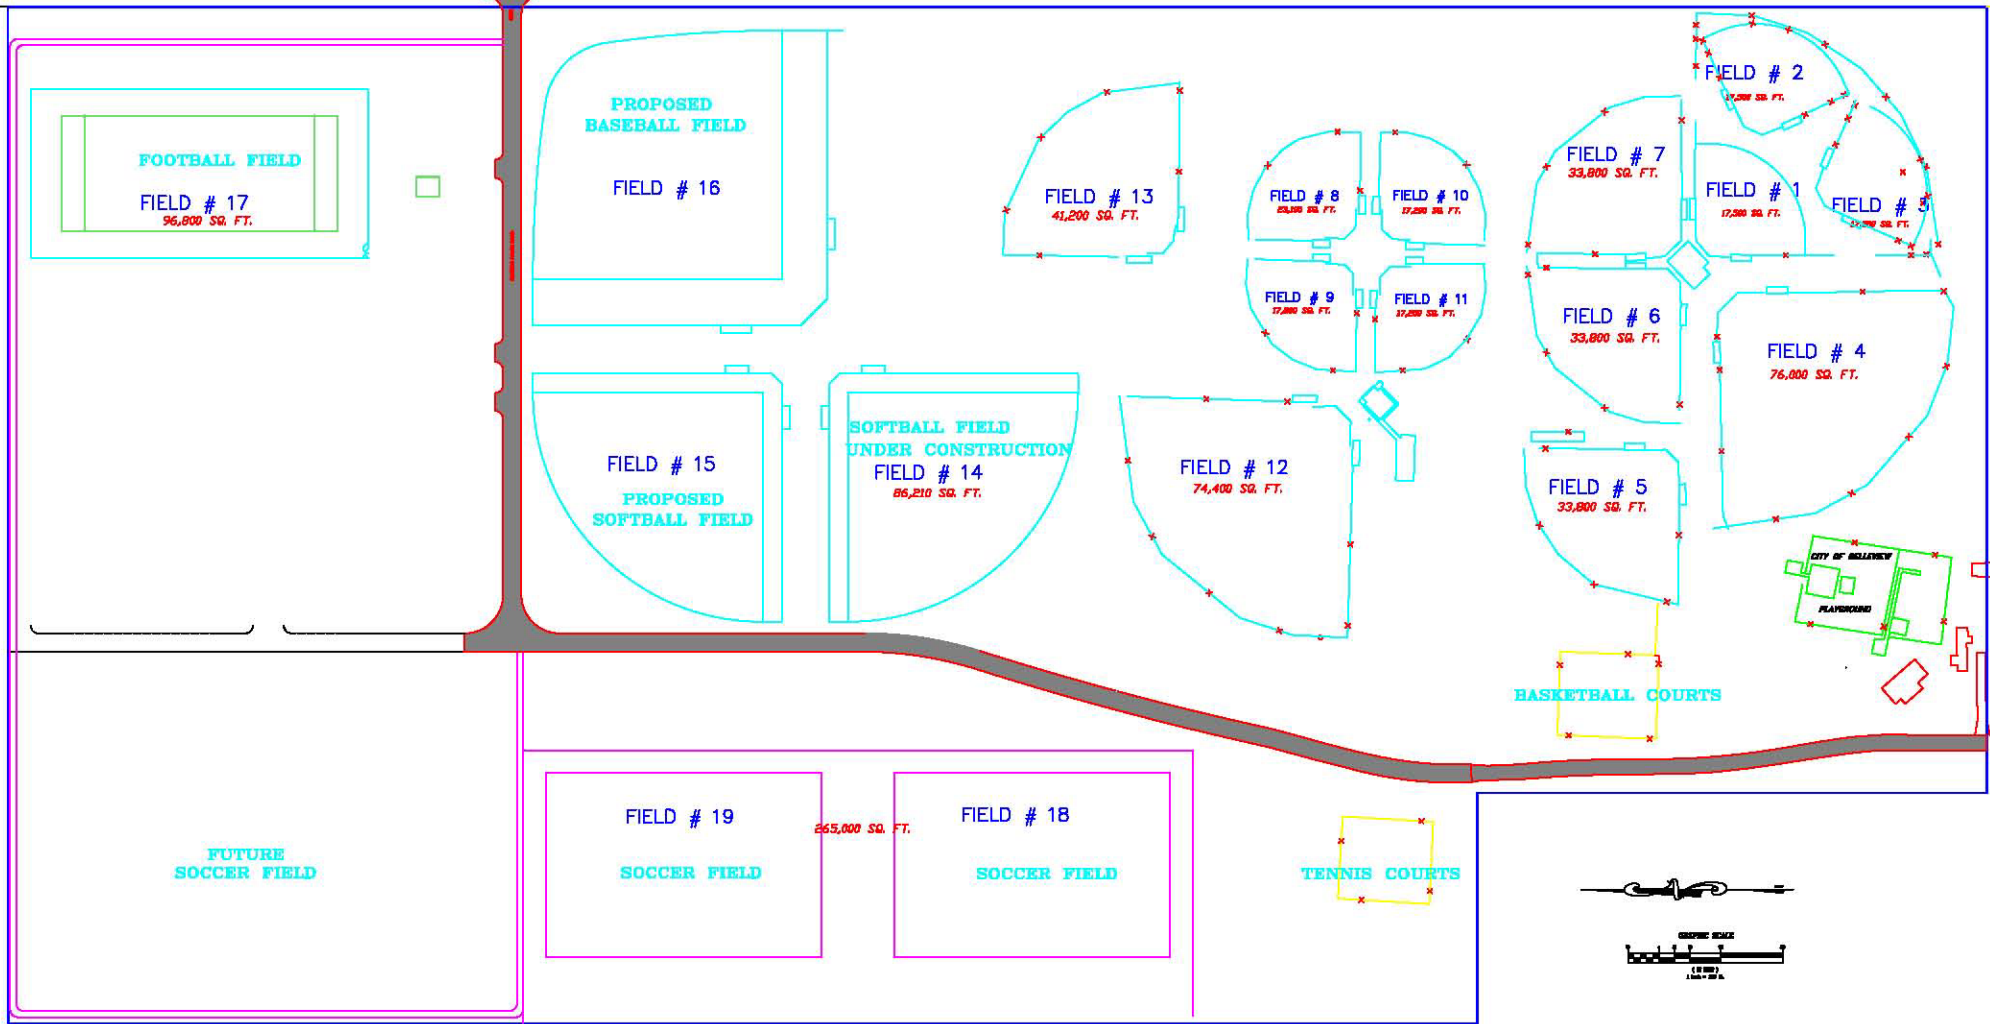 FOOTBALL FIELD
FIELD # 17
96,800 SQ. FT.
PROPOSED
BASEBALL FIELD
FIELD # 16
FIELD # 13
41,200 SQ. FT.
FIELD # 8
FIELD # 10
17,250 SQ. FT.
FIELD # 9
FIELD # 11
17,250 SQ. FT.
FIELD # 2
FIELD # 7
33,800 SQ. FT.
FIELD # 1
FIELD # 3
FIELD # 6
33,800 SQ. FT.
FIELD # 4
76,000 SQ. FT.
FIELD # 15
PROPOSED
SOFTBALL FIELD
SOFTBALL FIELD
UNDER CONSTRUCTION
FIELD # 14
86,210 SQ. FT.
FIELD # 12
74,400 SQ. FT.
FIELD # 5
33,800 SQ. FT.
CITY OF BELLEVIEW
PLAYGROUND
BASKETBALL COURTS
FUTURE
SOCCER FIELD
FIELD # 19
SOCCER FIELD
265,000 SQ. FT.
FIELD # 18
SOCCER FIELD
TENNIS COURTS
GRAPHIC SCALE